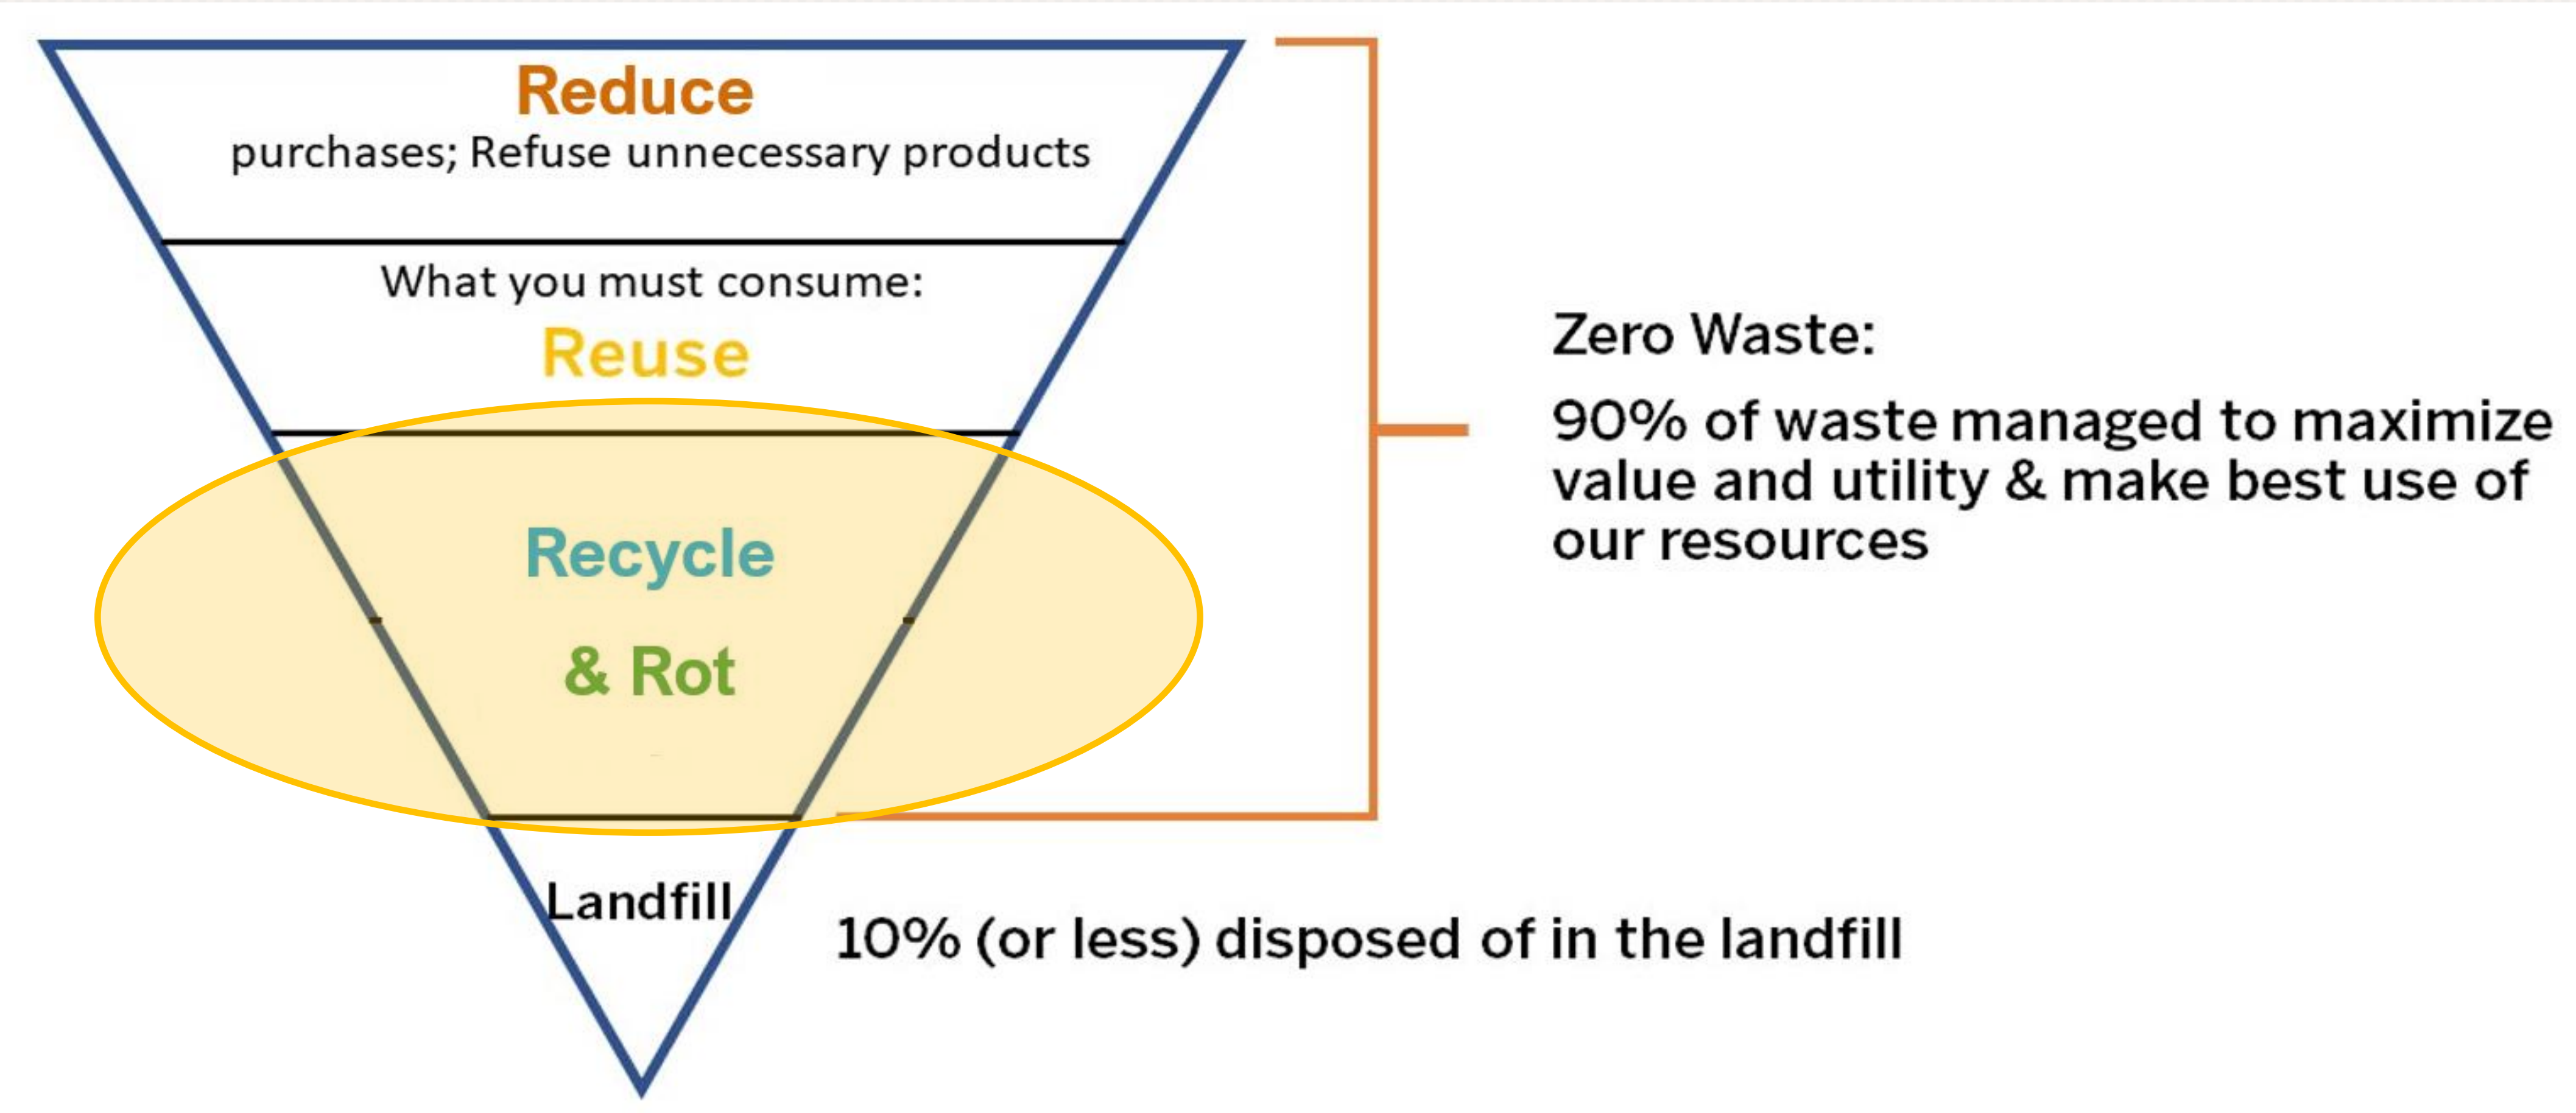 Reduce
purchases; Refuse unnecessary products
What you must consume:
Reuse
Recycle
& Rot
Landfill
Zero Waste:
90% of waste managed to maximize
value and utility & make best use of
our resources
10% (or less) disposed of in the landfill